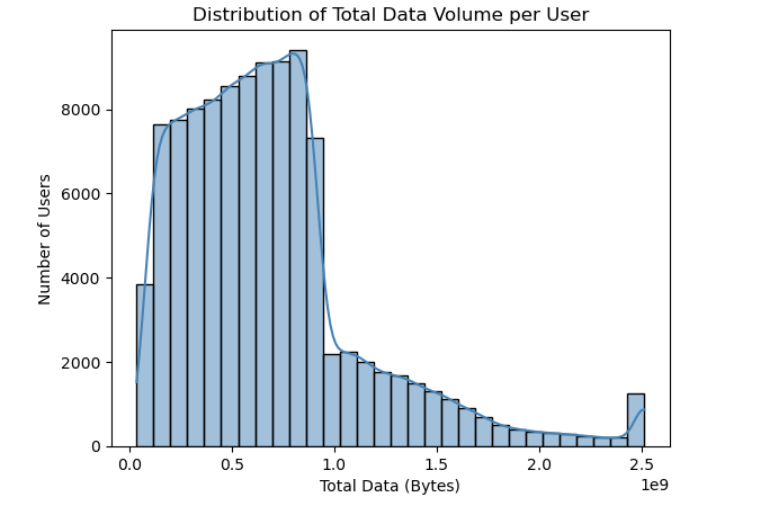 Distribution of Total Data Volume per User
Number of Users
8000
6000
4000
2000
0
0.0 0.5 1.0 1.5 2.0 2.5
1e9
Total Data (Bytes)